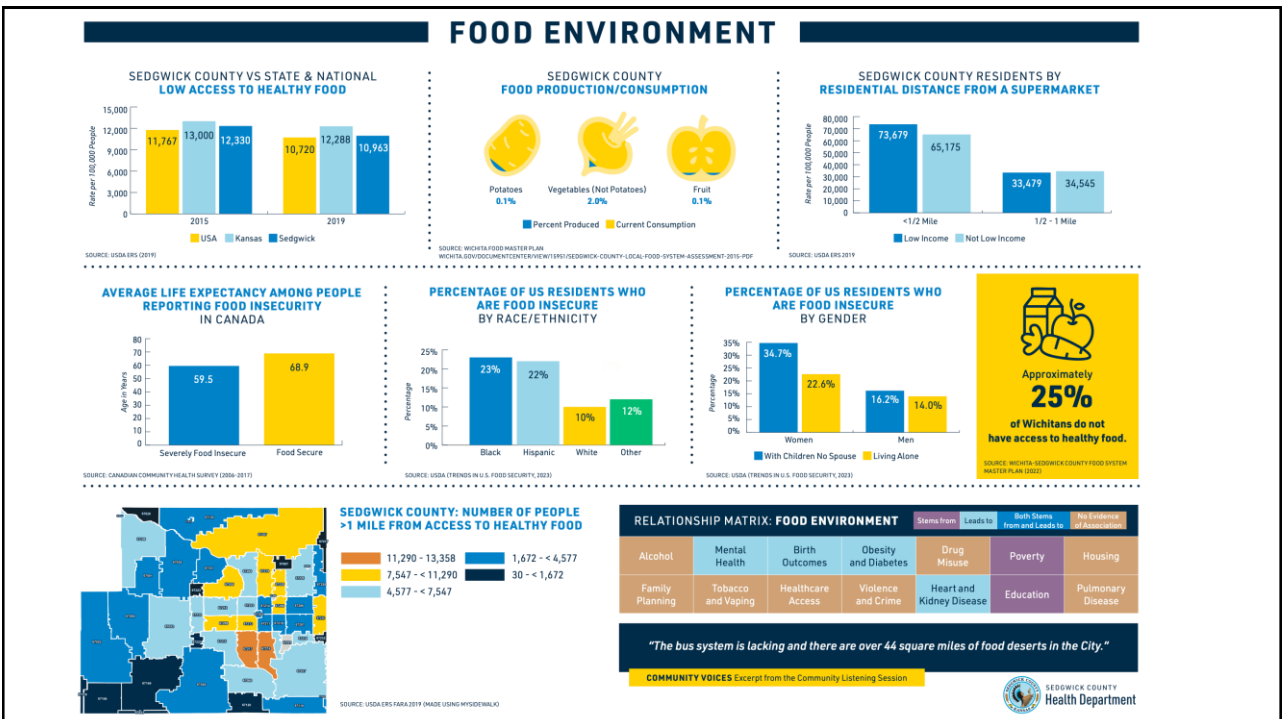 FOOD ENVIRONMENT
SEDGWICK COUNTY VS STATE & NATIONAL
LOW ACCESS TO HEALTHY FOOD
Rate per 100,000 People
15,000
12,000
9,000
6,000
3,000
0
11,767
13,000
12,330
10,720
12,288
10,963
2015
2019
USA
Kansas
Sedgwick
SOURCE: USDA ERS (2019)
SEDGWICK COUNTY
FOOD PRODUCTION/CONSUMPTION
Potatoes
0.1%
Vegetables (Not Potatoes)
2.0%
Fruit
0.1%
Percent Produced
Current Consumption
SOURCE: WICHITA FOOD MASTER PLAN
WICHITA.GOV/DOCUMENTCENTER/VIEW/15951/SEDGWICK-COUNTY-LOCAL-FOOD-SYSTEM-ASSESSMENT-2015-PDF
SEDGWICK COUNTY RESIDENTS BY
RESIDENTIAL DISTANCE FROM A SUPERMARKET
Rate per 100,000 People
80,000
70,000
60,000
50,000
40,000
30,000
20,000
10,000
0
73,679
65,175
33,479
34,545
<1/2 Mile
1/2 - 1 Mile
Low Income
Not Low Income
SOURCE: USDA ERS 2019
AVERAGE LIFE EXPECTANCY AMONG PEOPLE
REPORTING FOOD INSECURITY
IN CANADA
Age in Years
80
70
60
50
40
30
20
10
0
59.5
68.9
Severely Food Insecure
Food Secure
SOURCE: CANADIAN COMMUNITY HEALTH SURVEY (2006-2017)
PERCENTAGE OF US RESIDENTS WHO
ARE FOOD INSECURE
BY RACE/ETHNICITY
Percentage
25%
20%
15%
10%
5%
0%
23%
22%
10%
12%
Black
Hispanic
White
Other
SOURCE: USDA (TRENDS IN U.S. FOOD SECURITY, 2023)
PERCENTAGE OF US RESIDENTS WHO
ARE FOOD INSECURE
BY GENDER
Percentage
35%
30%
25%
20%
15%
10%
5%
0%
34.7%
22.6%
16.2%
14.0%
Women
Men
With Children No Spouse
Living Alone
SOURCE: USDA (TRENDS IN U.S. FOOD SECURITY, 2023)
Approximately
25%
of Wichitans do not
have access to healthy food.
SOURCE: WICHITA-SEDGWICK COUNTY FOOD SYSTEM
MASTER PLAN (2022)
SEDGWICK COUNTY: NUMBER OF PEOPLE
>1 MILE FROM ACCESS TO HEALTHY FOOD
11,290 - 13,358
7,547 - < 11,290
4,577 - < 7,547
1,672 - < 4,577
30 - < 1,672
SOURCE: USDA ERS FARA 2019 (MADE USING MYSIDEWALK)
RELATIONSHIP MATRIX: FOOD ENVIRONMENT
Stems from
Leads to
Both Stems
from and Leads to
No Evidence
of Association
Alcohol
Mental
Health
Birth
Outcomes
Obesity
and Diabetes
Drug
Misuse
Poverty
Housing
Family
Planning
Tobacco
and Vaping
Healthcare
Access
Violence
and Crime
Heart and
Kidney Disease
Education
Pulmonary
Disease
"The bus system is lacking and there are over 44 square miles of food deserts in the City."
COMMUNITY VOICES Excerpt from the Community Listening Session
SEDGWICK COUNTY
Health Department